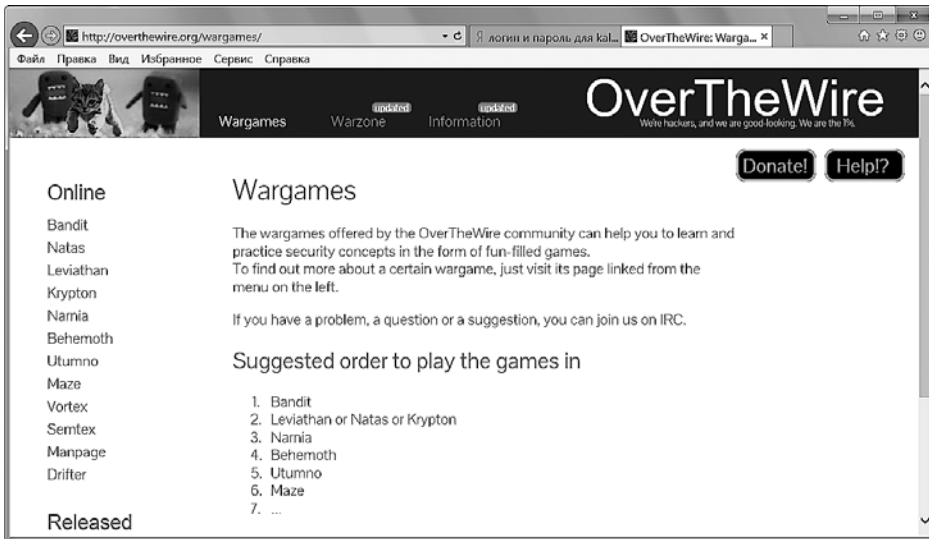 http://overthewire.org/wargames/
Я логин и пароль для kal...
OverTheWire: Warga... ×
Файл Правка Вид Избранное Сервис Справка
OverTheWire
We're hackers, and we are good-looking. We are the 1%.
updated updated
Wargames Warzone Information
Donate! Help!?
Online
Bandit
Natas
Leviathan
Krypton
Narnia
Behemoth
Utumno
Maze
Vortex
Semtex
Manpage
Drifter
Released
Wargames
The wargames offered by the OverTheWire community can help you to learn and
practice security concepts in the form of fun-filled games.
To find out more about a certain wargame, just visit its page linked from the
menu on the left.
If you have a problem, a question or a suggestion, you can join us on IRC.
Suggested order to play the games in
1. Bandit
2. Leviathan or Natas or Krypton
3. Narnia
4. Behemoth
5. Utumno
6. Maze
7. ...